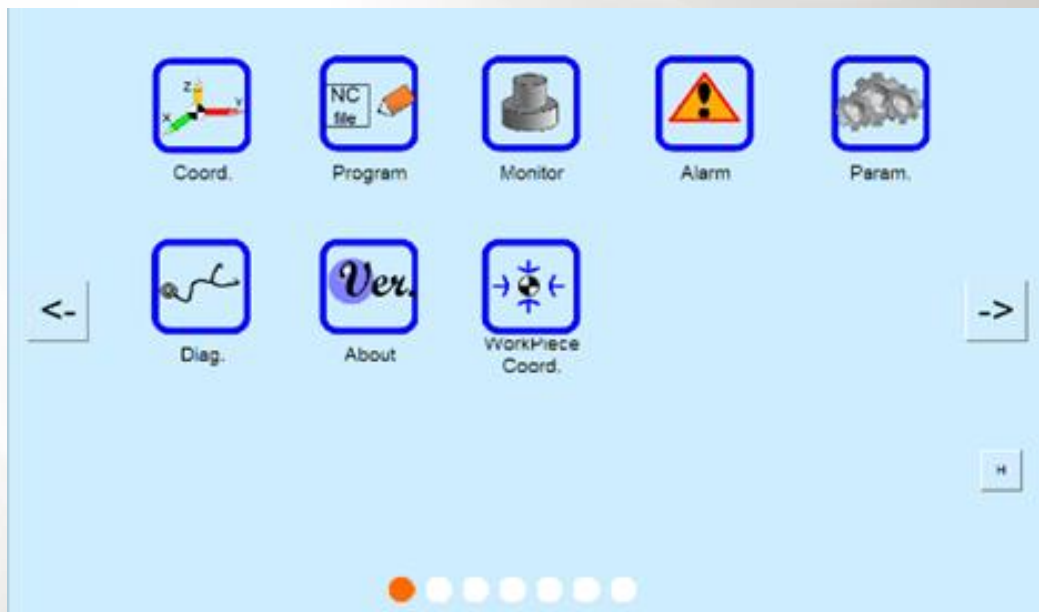 Z
X
Y
NC
file
Coord.
Program
Monitor
Alarm
Param.
Ver.
Diag.
About
WorkPiece
Coord.
<-
->
H